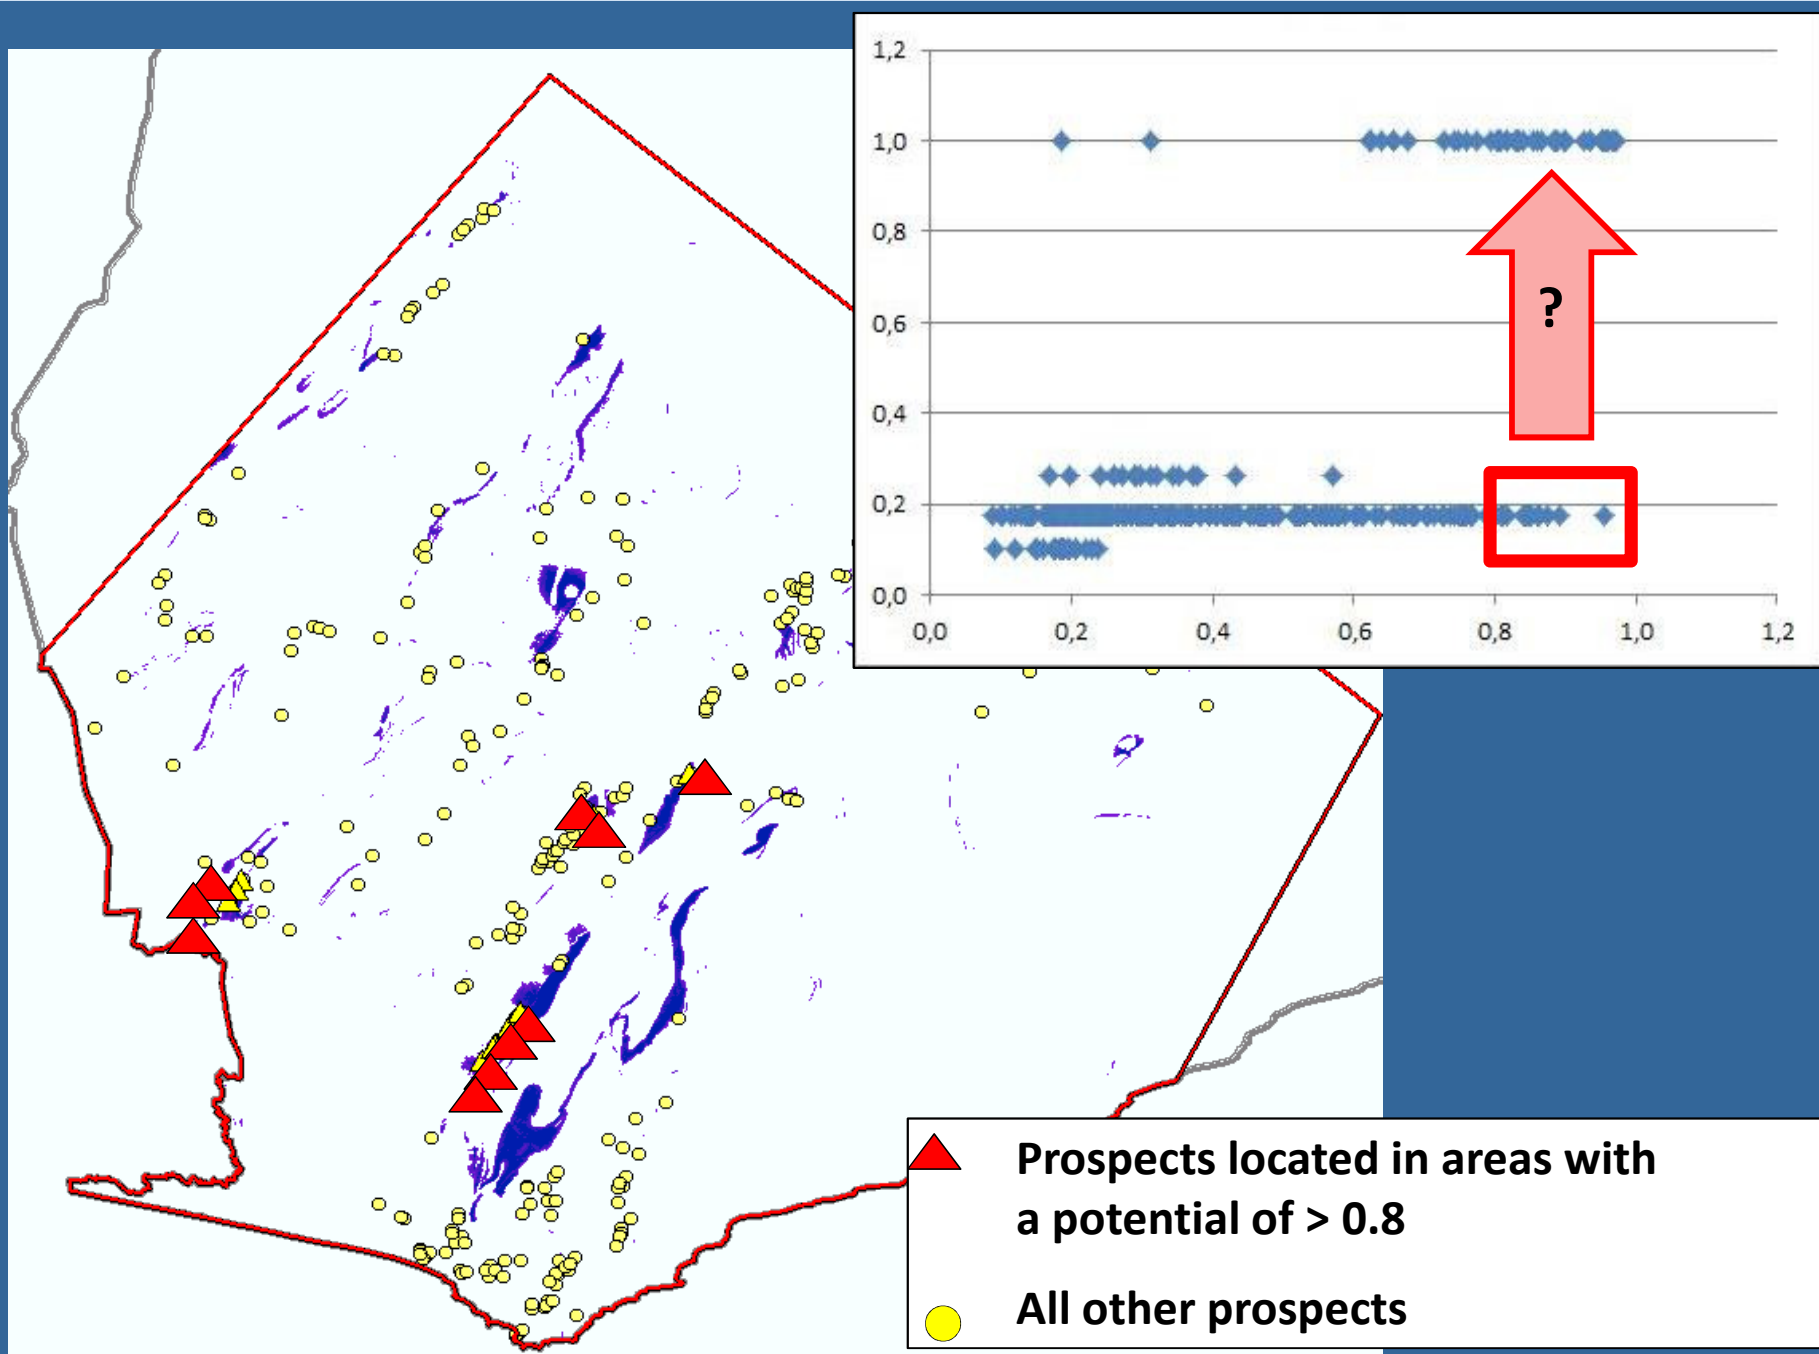 1,2
1,0
0,8
0,6
0,4
0,2
0,0
0,0 0,2 0,4 0,6 0,8 1,0 1,2
?
Prospects located in areas with
a potential of > 0.8
All other prospects